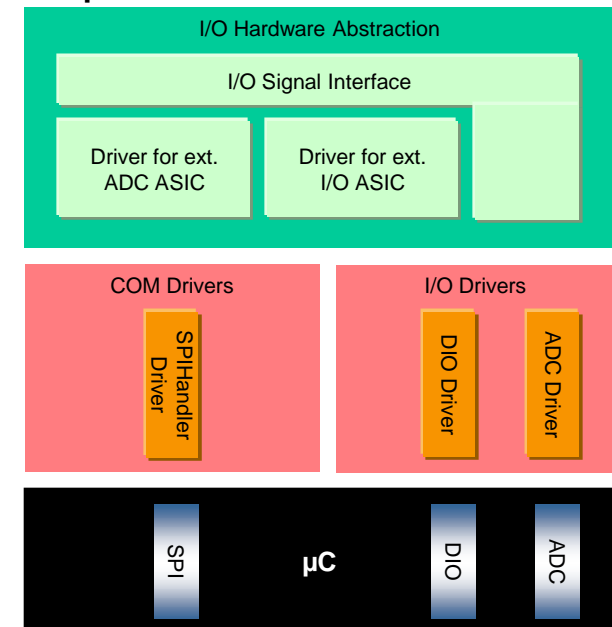 I/O Hardware Abstraction
I/O Signal Interface
Driver for ext.
ADC ASIC
Driver for ext.
I/O ASIC
COM Drivers
I/O Drivers
SPIHandler
Driver
DIO Driver
ADC Driver
SPI
µC
DIO
ADC